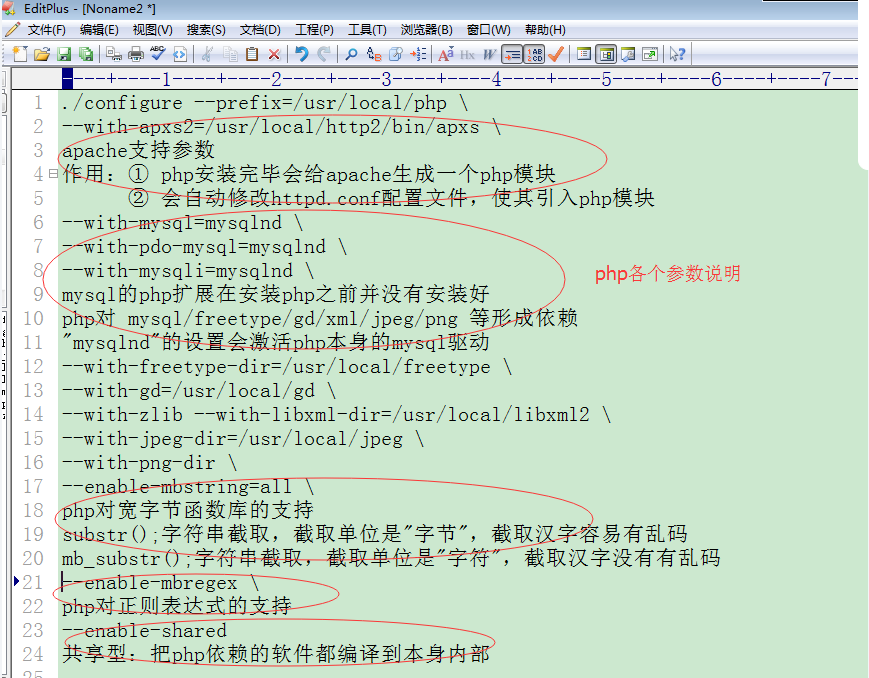 EditPlus - [Noname2 *]
文件(F) 编辑(E) 视图(V) 搜索(S) 文档(D) 工程(P) 工具(T) 浏览器(B) 窗口(W) 帮助(H)
----+----1----+----2----+----3----+----4----+----5----+----6----+----7--
1 ./configure --prefix=/usr/local/php \
2 --with-apxs2=/usr/local/http2/bin/apxs \
3 apache支持参数
4 作用：① php安装完毕会给apache生成一个php模块
5 ② 会自动修改httpd.conf配置文件，使其引入php模块
6 --with-mysql=mysqlnd \
7 --with-pdo-mysql=mysqlnd \
8 --with-mysqli=mysqlnd \
php各个参数说明
9 mysql的php扩展在安装php之前并没有安装好
10 php对 mysql/freetype/gd/xml/jpeg/png 等形成依赖
11 "mysqlnd"的设置会激活php本身的mysql驱动
12 --with-freetype-dir=/usr/local/freetype \
13 --with-gd=/usr/local/gd \
14 --with-zlib --with-libxml-dir=/usr/local/libxml2 \
15 --with-jpeg-dir=/usr/local/jpeg \
16 --with-png-dir \
17 --enable-mbstring=all \
18 php对宽字节函数库的支持
19 substr();字符串截取，截取单位是"字节"，截取汉字容易有乱码
20 mb_substr();字符串截取，截取单位是"字符"，截取汉字没有有乱码
21 --enable-mbregex \
22 php对正则表达式的支持
23 --enable-shared
24 共享型：把php依赖的软件都编译到本身内部